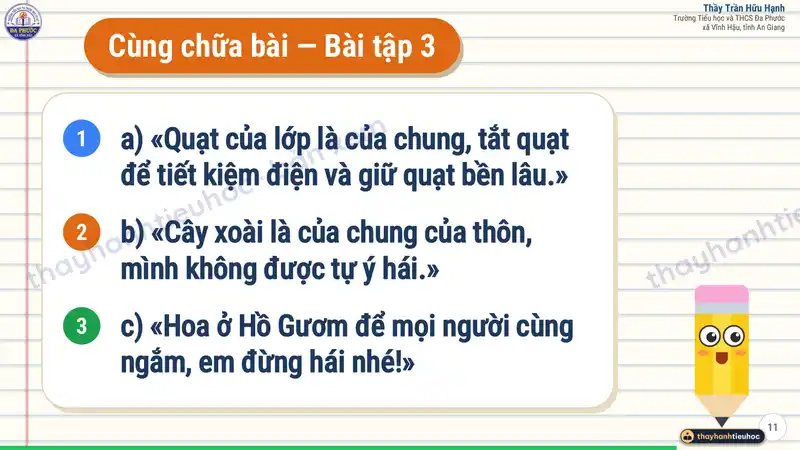 Thầy Trần Hữu Hạnh
Trường Tiểu học và THCS Đa Phước
xã Vĩnh Hậu, tỉnh An Giang
ĐA PHƯỚC
Cùng chữa bài — Bài tập 3
1
a) «Quạt của lớp là của chung, tắt quạt
để tiết kiệm điện và giữ quạt bền lâu.»
2
b) «Cây xoài là của chung của thôn,
mình không được tự ý hái.»
3
c) «Hoa ở Hồ Gươm để mọi người cùng
ngắm, em đừng hái nhé!»
thayhanhtieuhoc
11